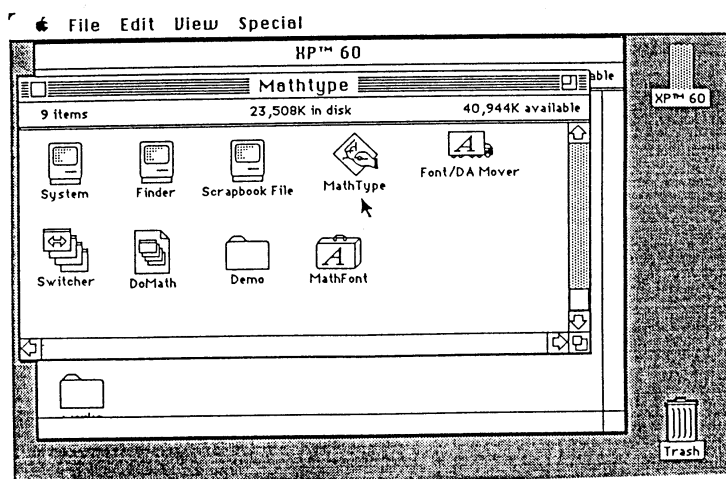 File Edit View Special
XP™ 60
able
Mathtype
9 items 23,508K in disk 40,944K available
XP™ 60
System Finder Scrapbook File MathType Font/DA Mover
Switcher DoMath Demo MathFont
Trash